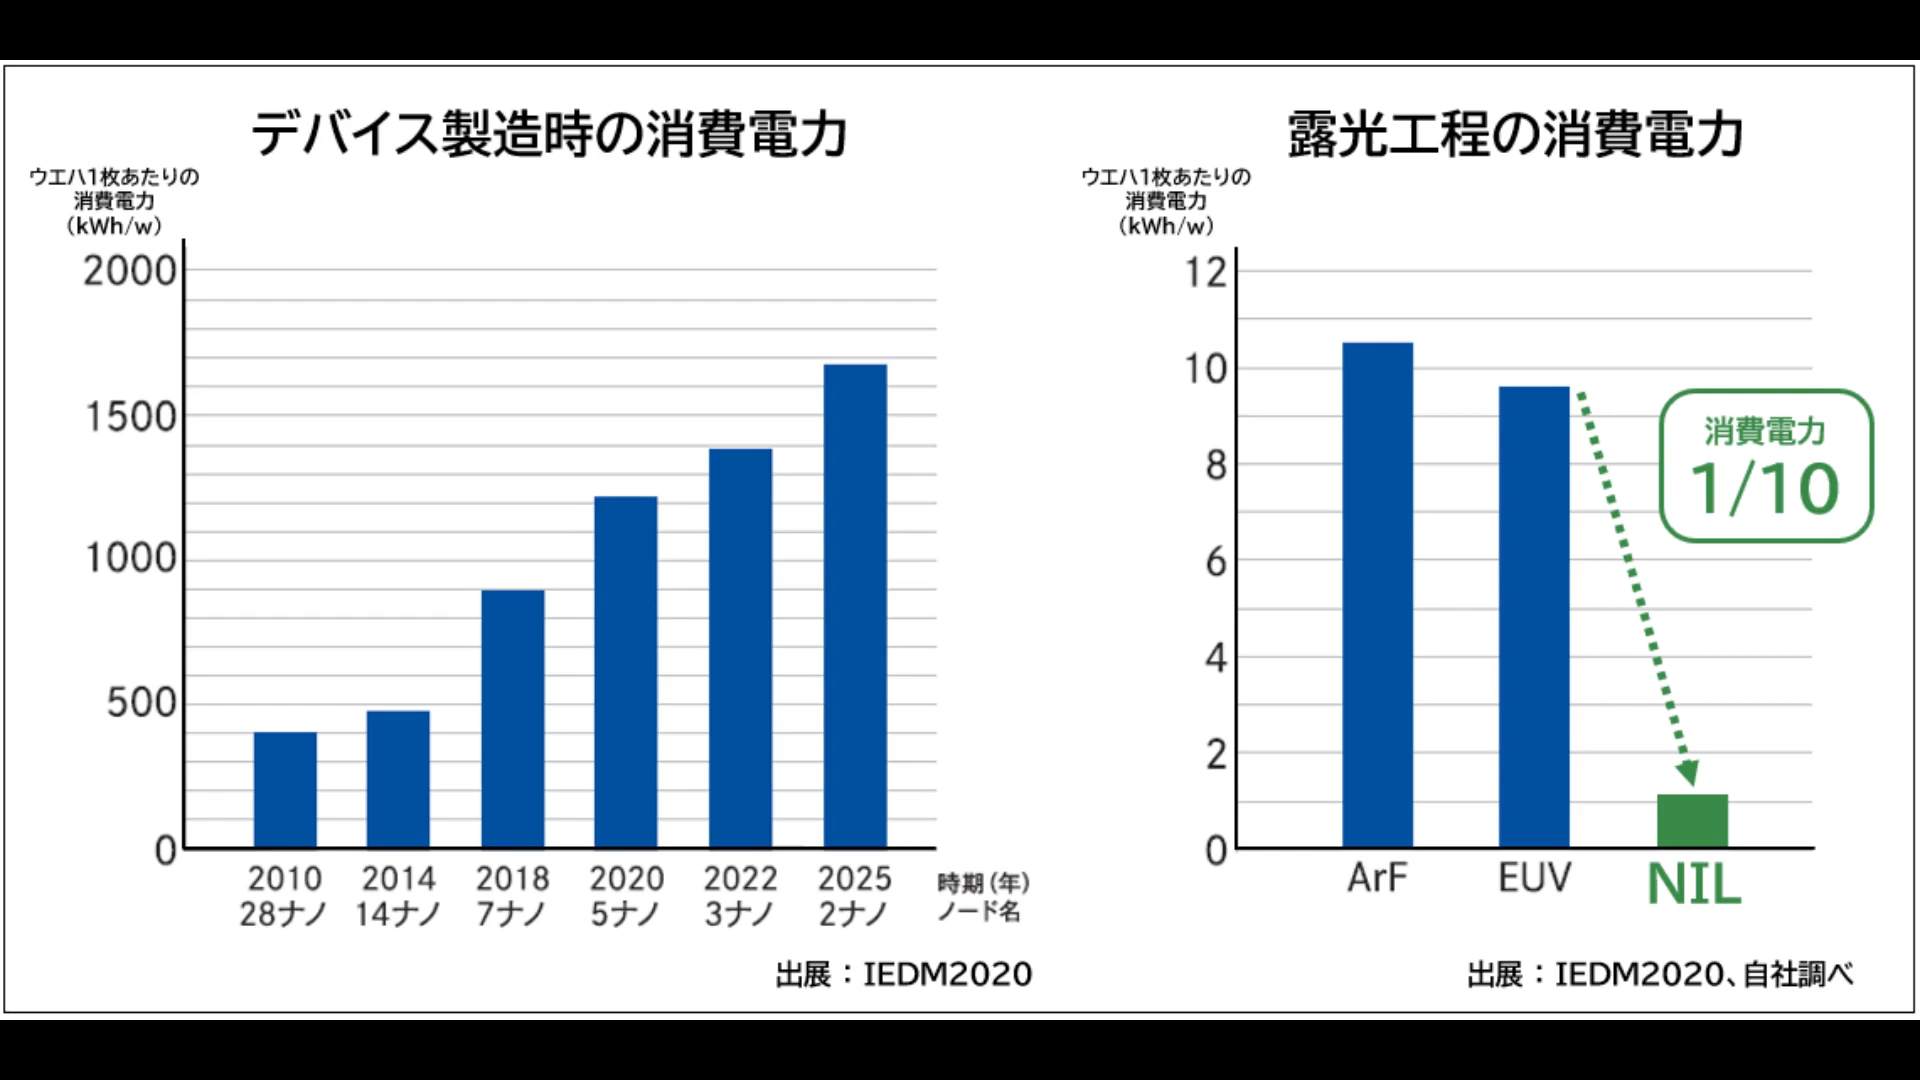 デバイス製造時の消費電力
ウエハ1枚あたりの
消費電力
（kWh/w）
2000
1500
1000
500
0
2010 2014 2018 2020 2022 2025 時期（年）
28ナノ 14ナノ 7ナノ 5ナノ 3ナノ 2ナノ ノード名
出展：IEDM2020
露光工程の消費電力
ウエハ1枚あたりの
消費電力
（kWh/w）
12
10
8
6
4
2
0
消費電力
1/10
ArF EUV NIL
出展：IEDM2020、自社調べ